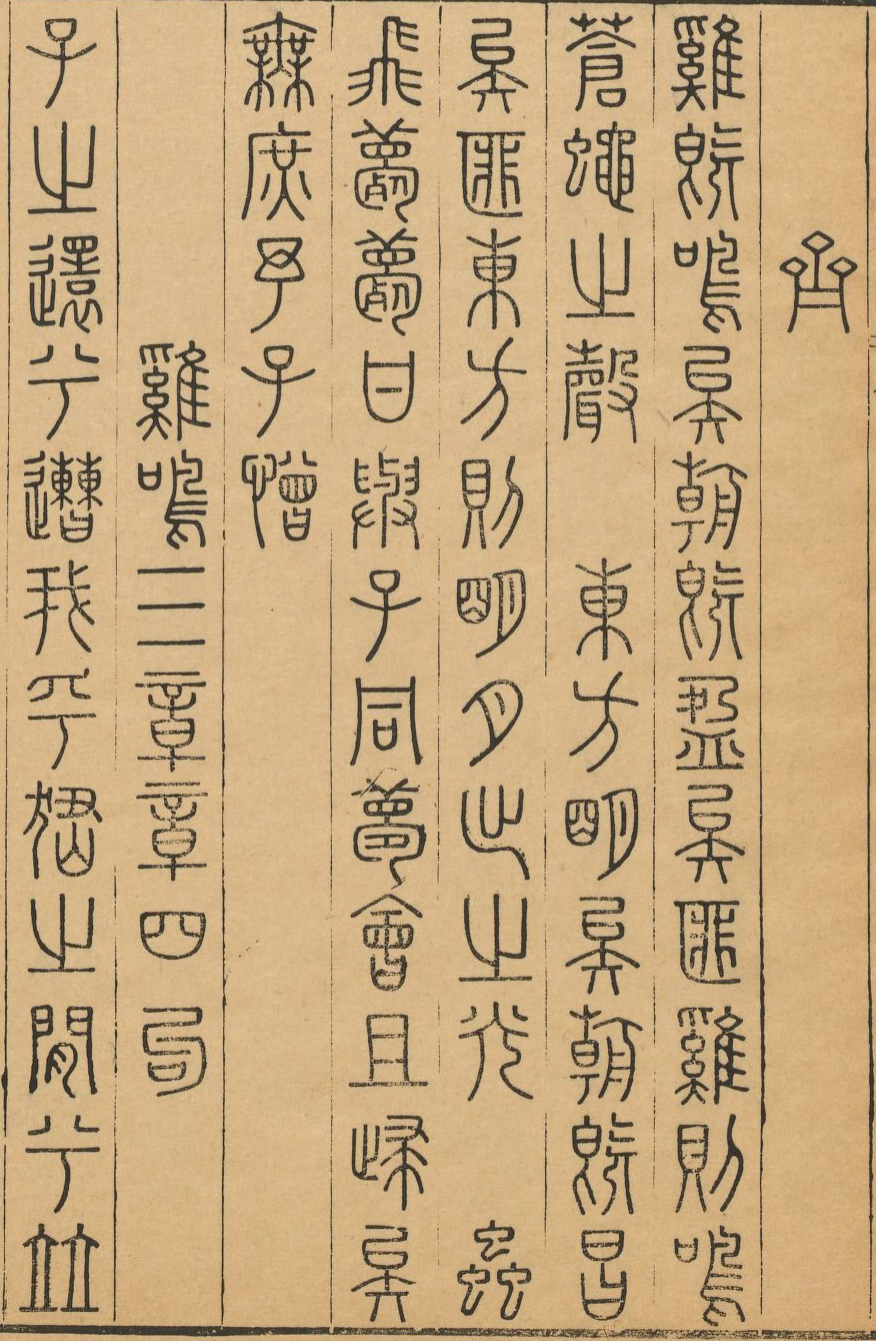 齊
雞既鳴矣朝既盈矣匪雞則鳴
蒼蠅之聲　東方明矣朝既昌
矣匪東方則明月出之光　蟲
飛薨薨甘與子同夢會且歸矣
無庶予子憎
雞鳴三章章四句
子之還兮遭我乎峱之閒兮並